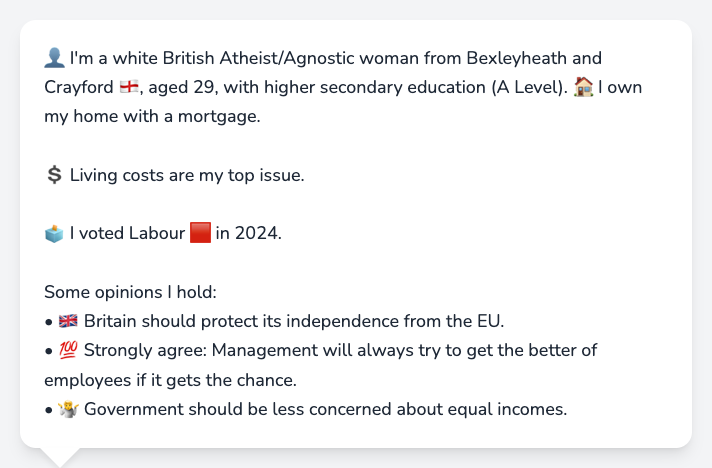 👤 I'm a white British Atheist/Agnostic woman from Bexleyheath and
Crayford 🏴󠁧󠁢󠁥󠁮󠁧󠁿, aged 29, with higher secondary education (A Level). 🏠 I own
my home with a mortgage.
💲 Living costs are my top issue.
🗳️ I voted Labour 🟥 in 2024.
Some opinions I hold:
• 🇬🇧 Britain should protect its independence from the EU.
• 💯 Strongly agree: Management will always try to get the better of
employees if it gets the chance.
• 🤷 Government should be less concerned about equal incomes.